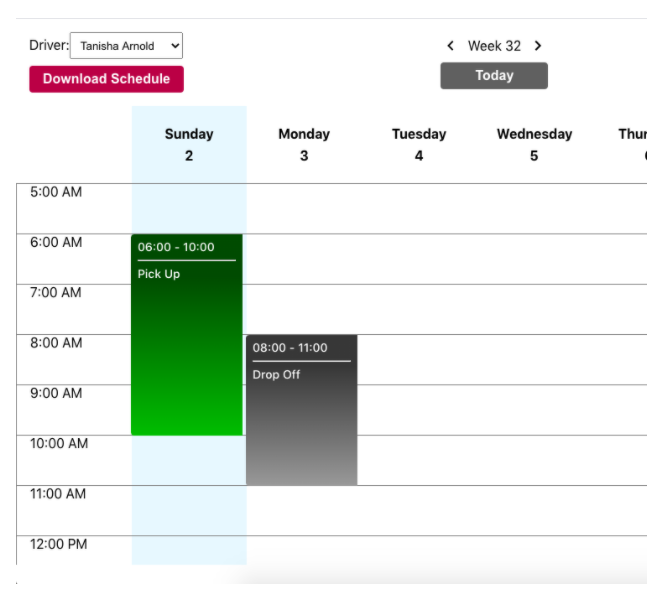 Driver: Tanisha Arnold
Download Schedule
Week 32
Today
Sunday Monday Tuesday Wednesday Thur
2 3 4 5
5:00 AM
6:00 AM
06:00 - 10:00
Pick Up
7:00 AM
8:00 AM
08:00 - 11:00
Drop Off
9:00 AM
10:00 AM
11:00 AM
12:00 PM